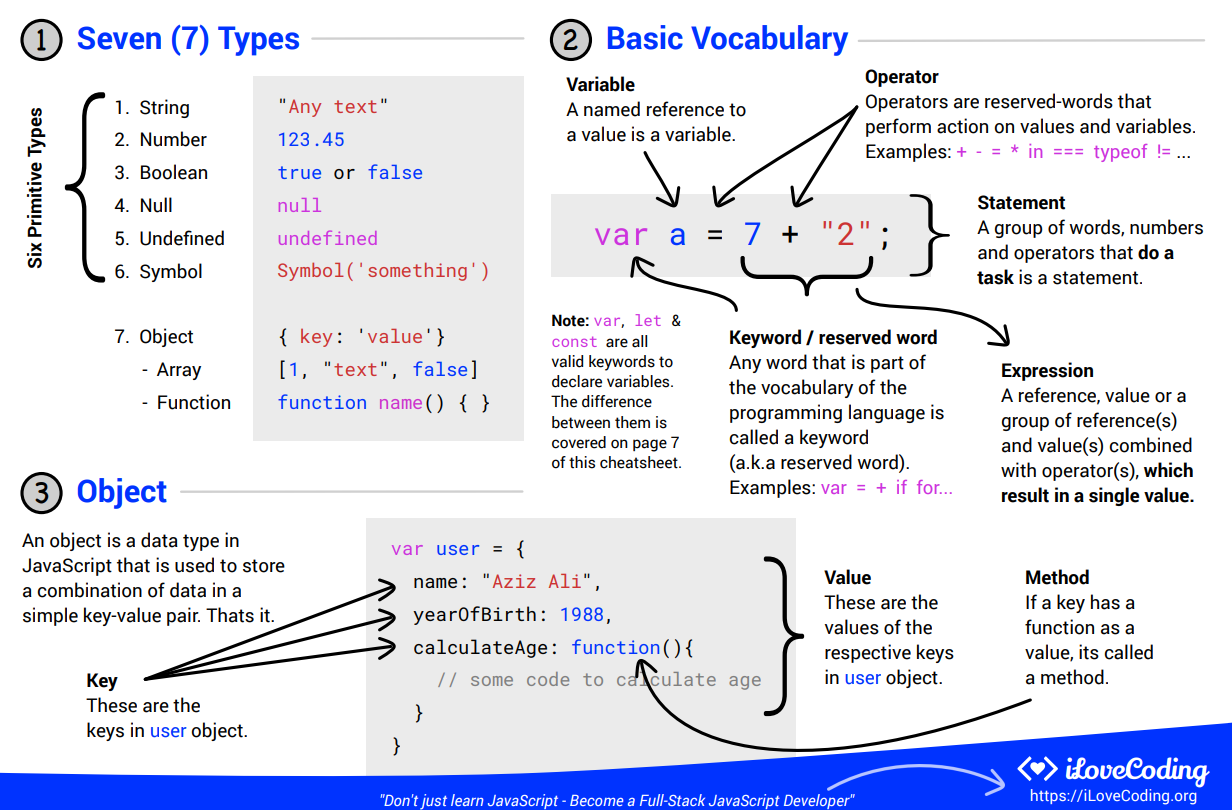 1 Seven (7) Types
Six Primitive Types
1. String "Any text"
2. Number 123.45
3. Boolean true or false
4. Null null
5. Undefined undefined
6. Symbol Symbol('something')
7. Object { key: 'value'}
- Array [1, "text", false]
- Function function name() { }
2 Basic Vocabulary
Variable
A named reference to
a value is a variable.
Operator
Operators are reserved-words that
perform action on values and variables.
Examples: + - = * in === typeof != ...
var a = 7 + "2";
Statement
A group of words, numbers
and operators that do a
task is a statement.
Note: var, let &
const are all
valid keywords to
declare variables.
The difference
between them is
covered on page 7
of this cheatsheet.
Keyword / reserved word
Any word that is part of
the vocabulary of the
programming language is
called a keyword
(a.k.a reserved word).
Examples: var = + if for...
Expression
A reference, value or a
group of reference(s)
and value(s) combined
with operator(s), which
result in a single value.
3 Object
An object is a data type in
JavaScript that is used to store
a combination of data in a
simple key-value pair. Thats it.
Key
These are the
keys in user object.
var user = {
name: "Aziz Ali",
yearOfBirth: 1988,
calculateAge: function(){
// some code to calculate age
}
}
Value
These are the
values of the
respective keys
in user object.
Method
If a key has a
function as a
value, its called
a method.
"Don't just learn JavaScript - Become a Full-Stack JavaScript Developer"
iLoveCoding
https://iLoveCoding.org